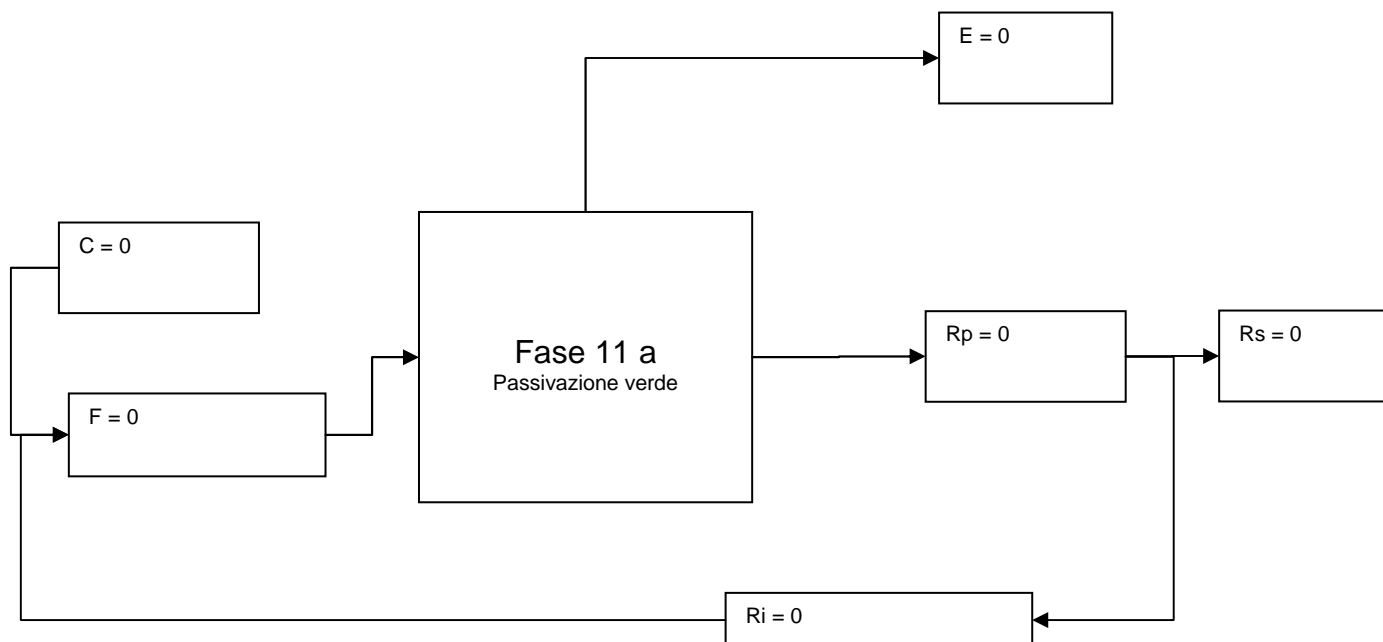 E = 0
C = 0
Fase 11 a
Passivazione verde
Rp = 0
Rs = 0
F = 0
Ri = 0